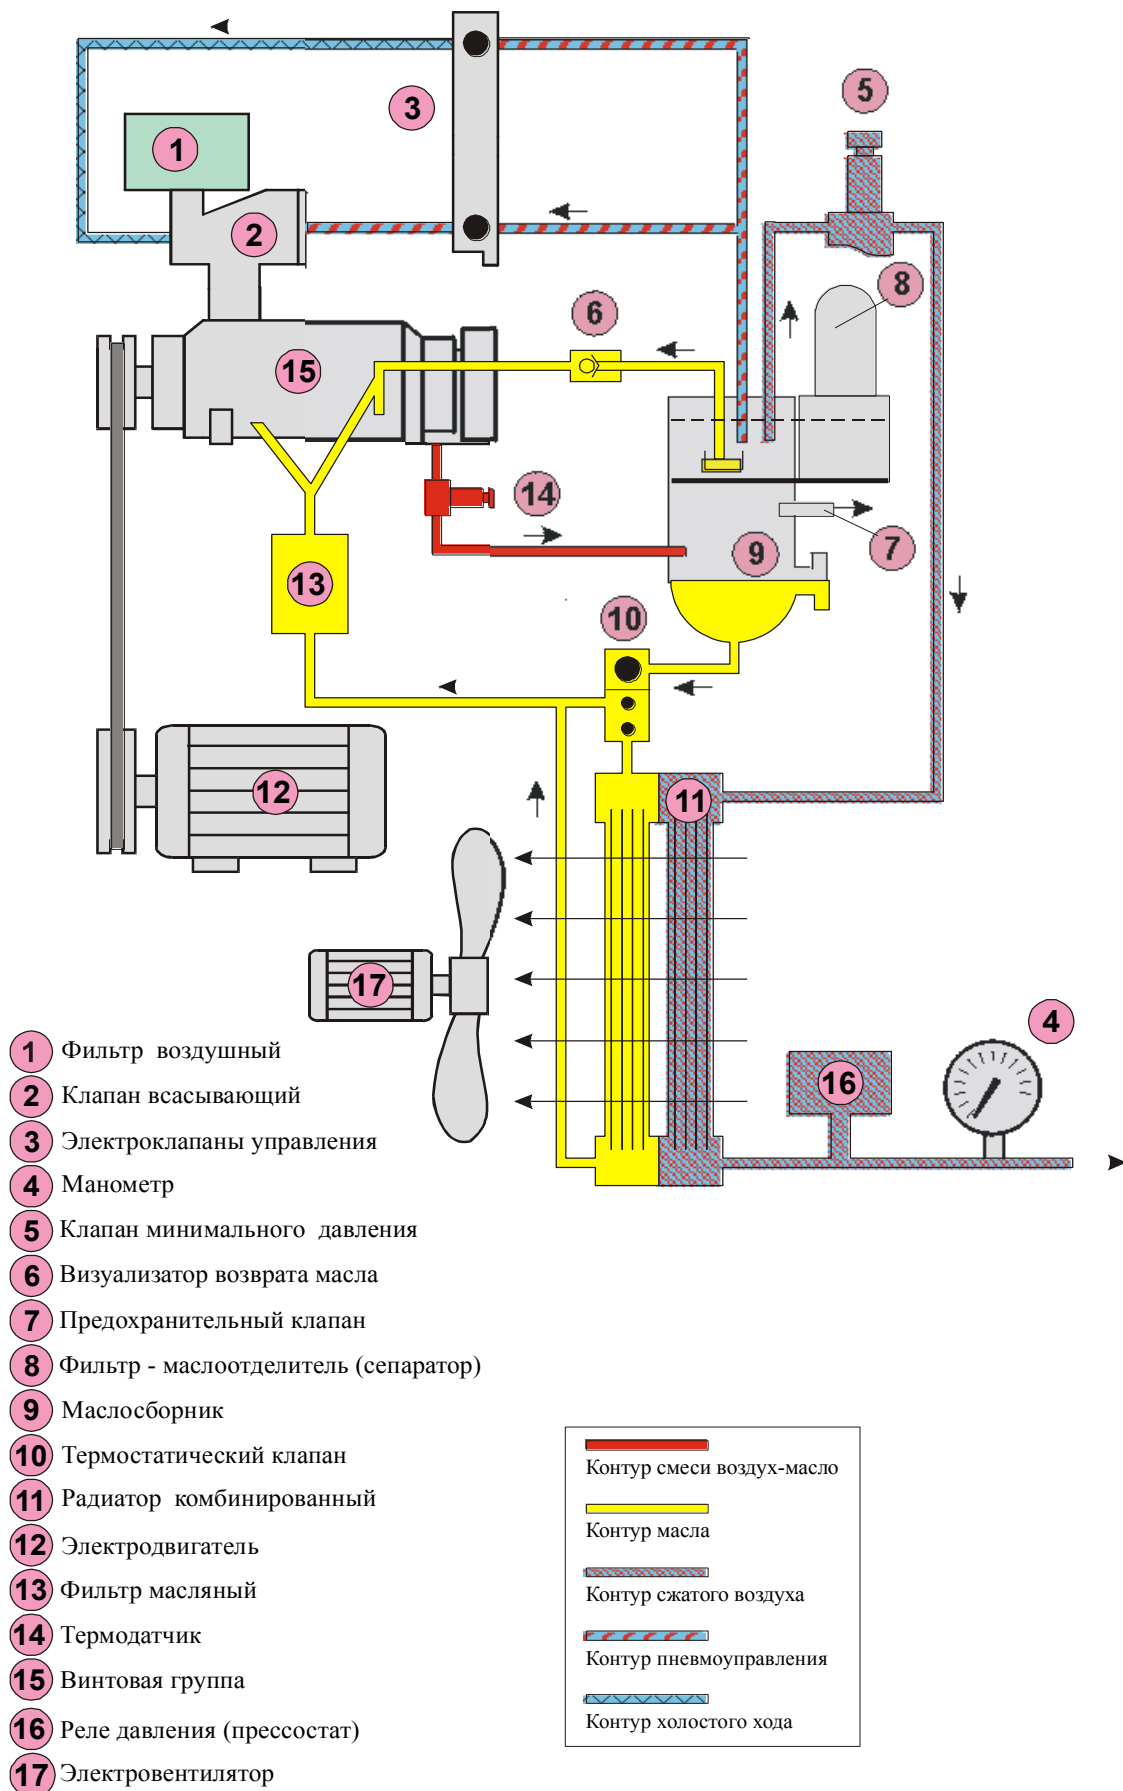 3
5
1
2
8
6
15
14
9
7
13
10
12
11
17
4
16
1 Фильтр воздушный
2 Клапан всасывающий
3 Электроклапаны управления
4 Манометр
5 Клапан минимального давления
6 Визуализатор возврата масла
7 Предохранительный клапан
8 Фильтр - маслоотделитель (сепаратор)
9 Маслосборник
10 Термостатический клапан
11 Радиатор комбинированный
12 Электродвигатель
13 Фильтр масляный
14 Термодатчик
15 Винтовая группа
16 Реле давления (прессостат)
17 Электровентилятор
Контур смеси воздух-масло
Контур масла
Контур сжатого воздуха
Контур пневмоуправления
Контур холостого хода